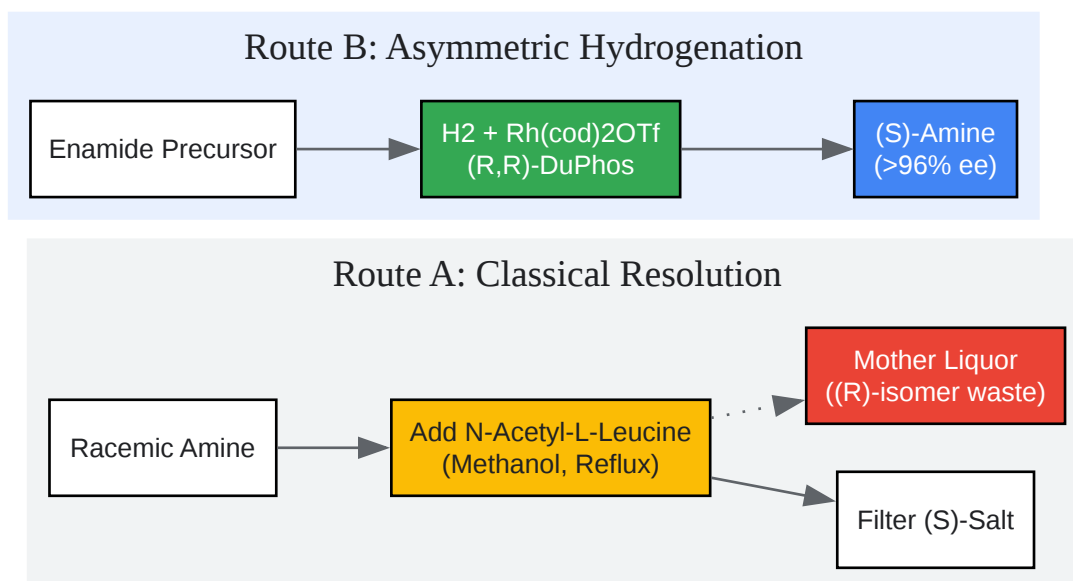 Route B: Asymmetric Hydrogenation
Enamide Precursor
H2 + Rh(cod)2OTf
(R,R)-DuPhos
(S)-Amine
(>96% ee)
Route A: Classical Resolution
Racemic Amine
Add N-Acetyl-L-Leucine
(Methanol, Reflux)
Mother Liquor
((R)-isomer waste)
Filter (S)-Salt